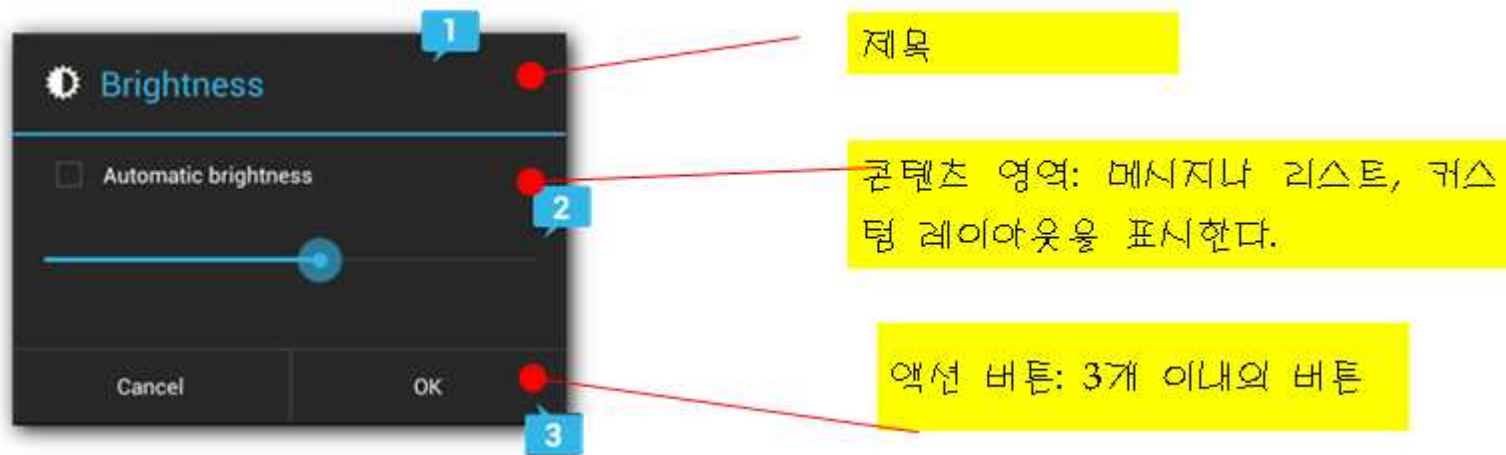 1
Brightness
제목
Automatic brightness
2
콘텐츠 영역: 메시지나 리스트, 커스
텀 레이아웃을 표시한다.
Cancel
OK
3
액션 버튼: 3개 이내의 버튼